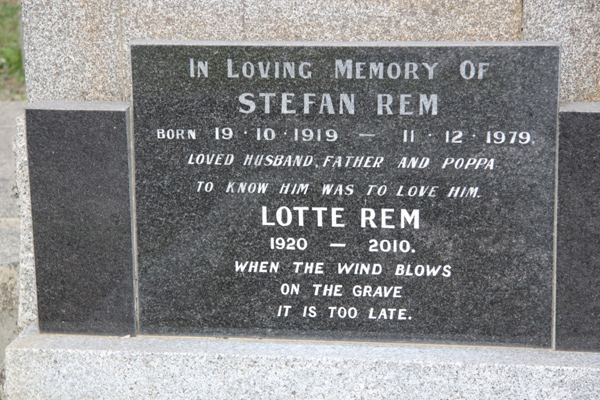 IN LOVING MEMORY OF
STEFAN REM
BORN 19·10·1919 — 11·12·1979.
LOVED HUSBAND, FATHER AND POPPA
TO KNOW HIM WAS TO LOVE HIM.
LOTTE REM
1920 — 2010.
WHEN THE WIND BLOWS
ON THE GRAVE
IT IS TOO LATE.